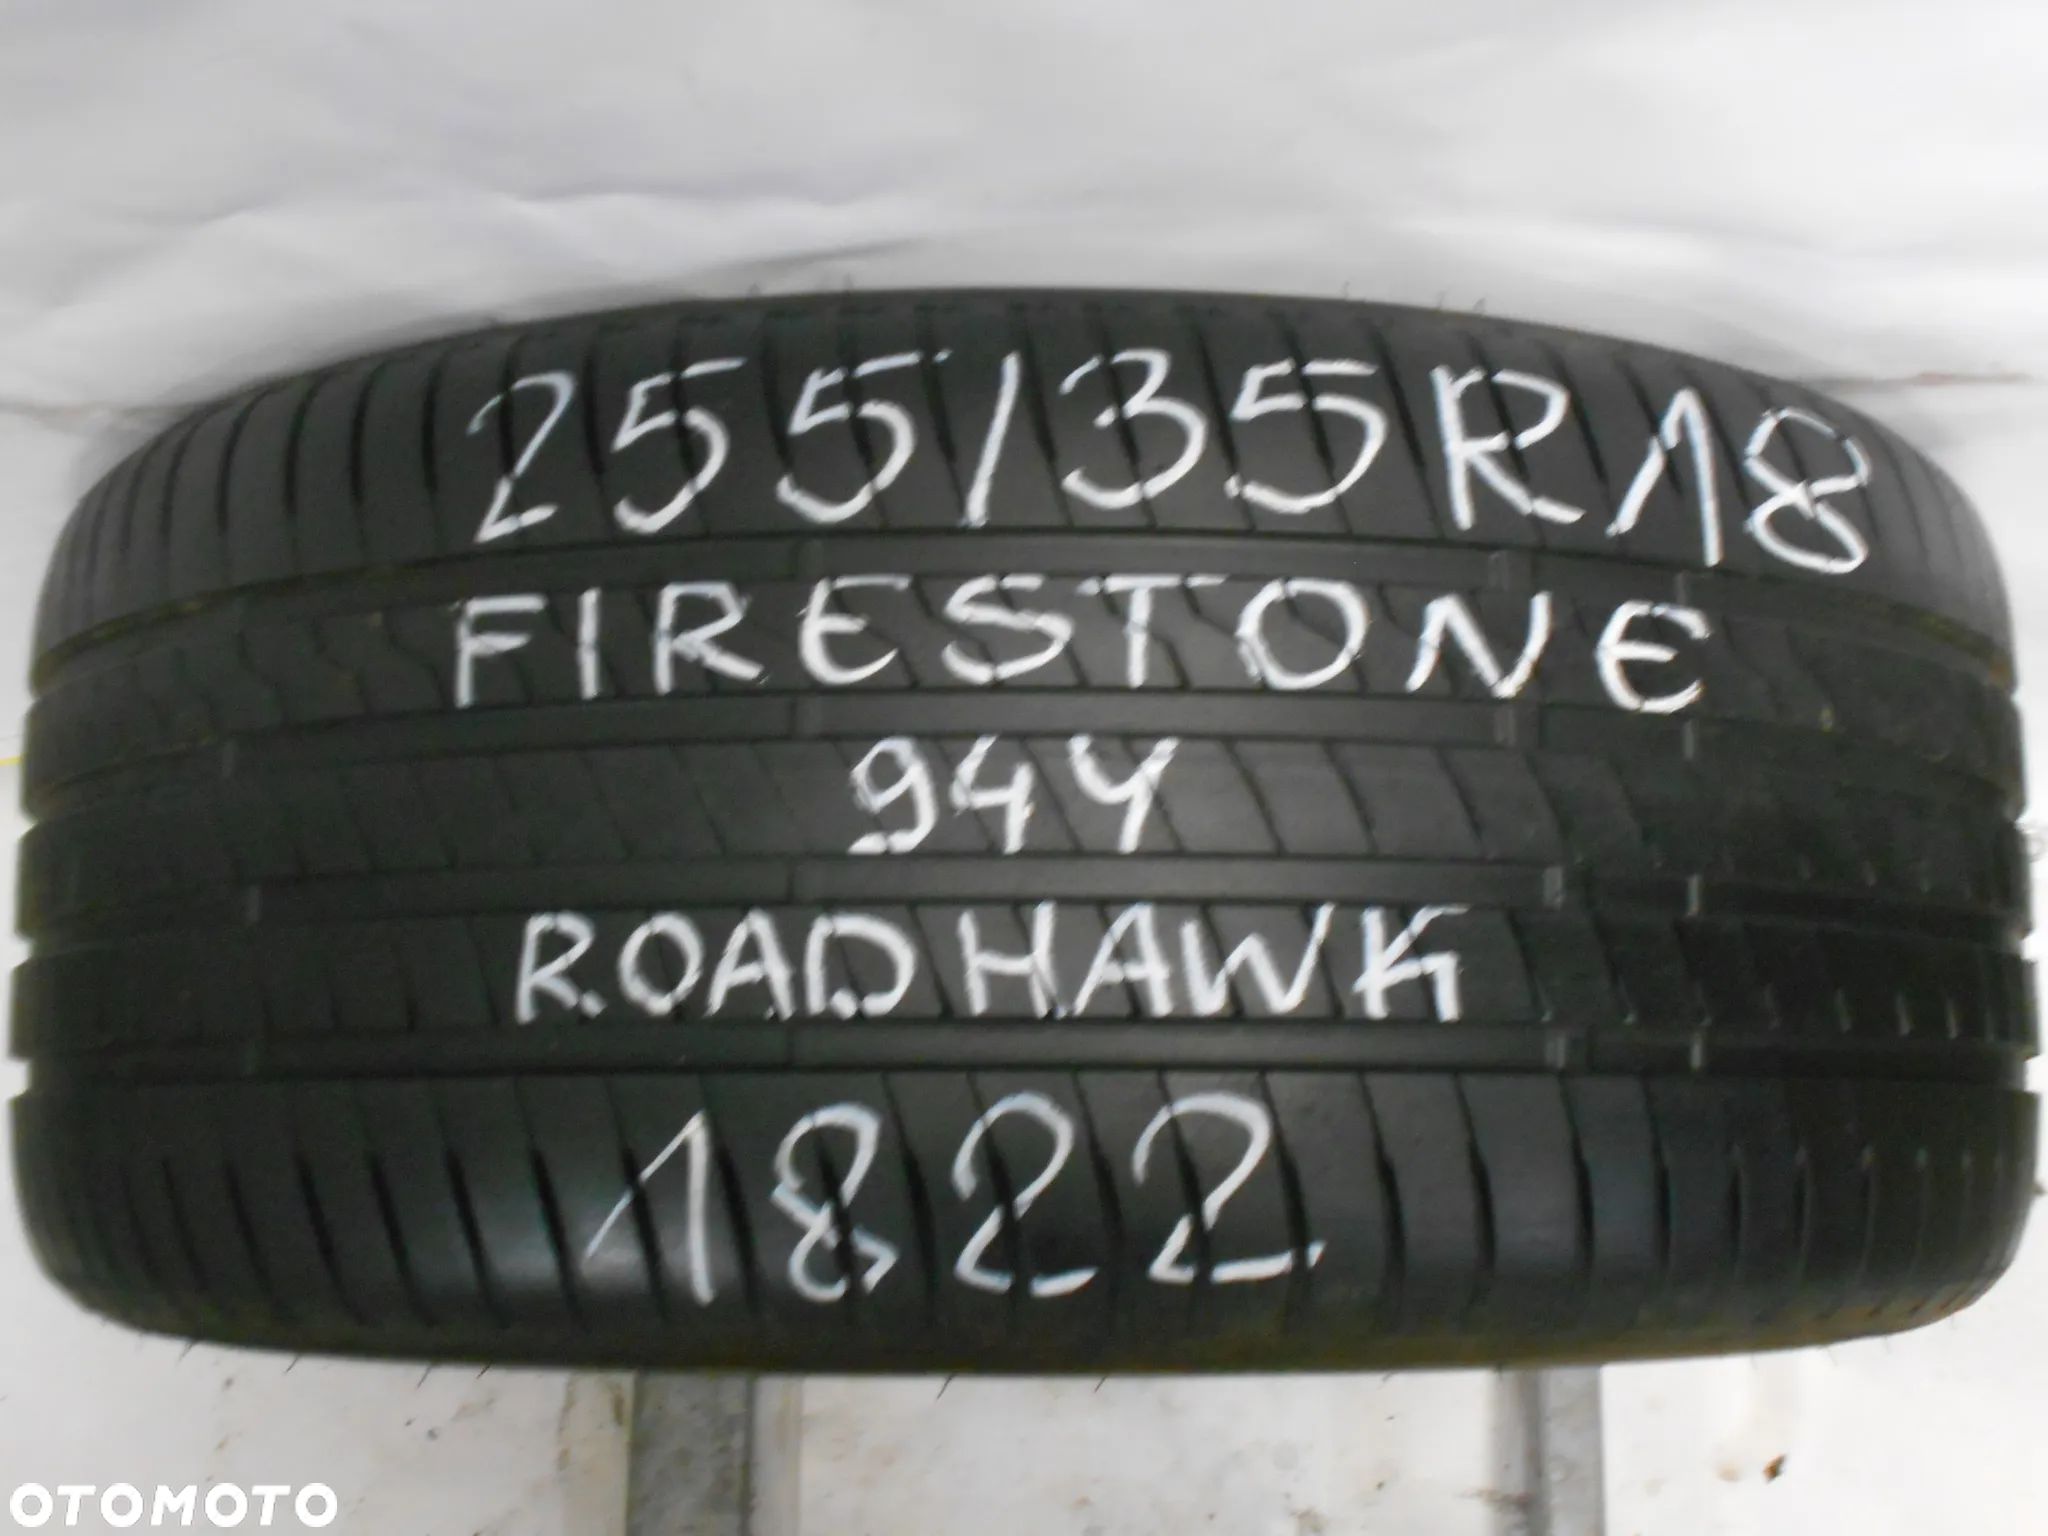 255/35R18
FIRESTONE
94Y
ROADHAWK
1822
OTOMOTO